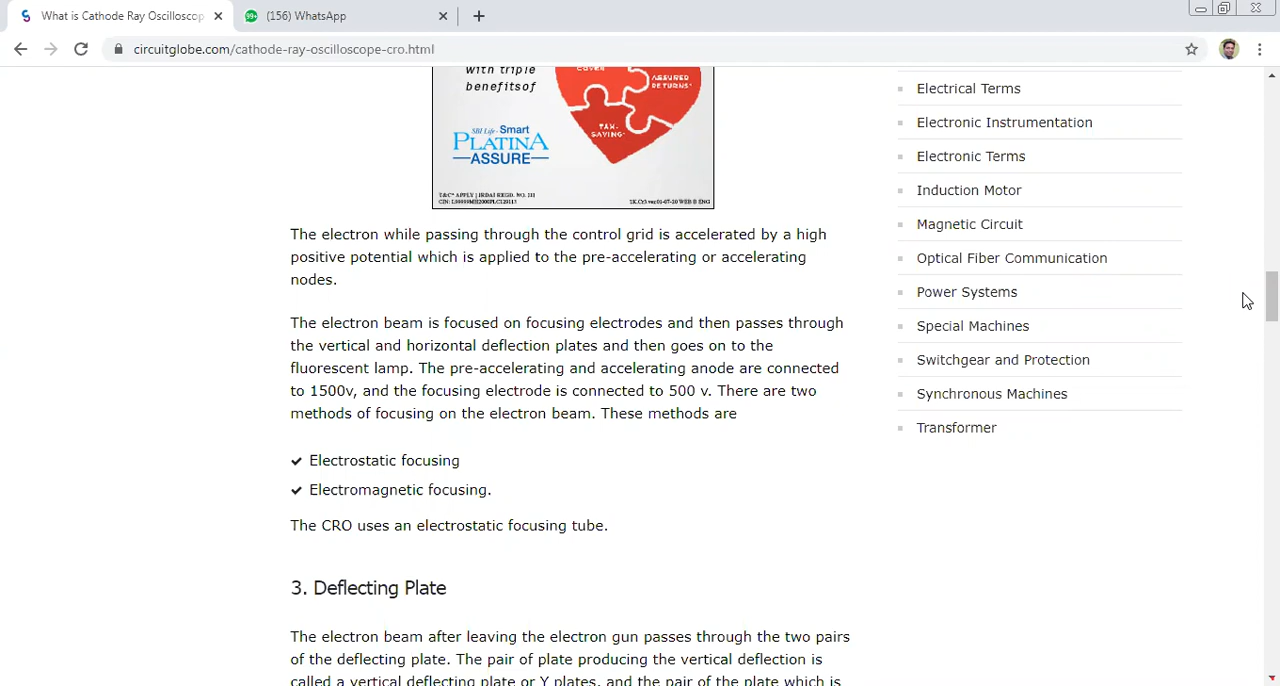 What is Cathode Ray Oscilloscop
99+
(156) WhatsApp
circuitglobe.com/cathode-ray-oscilloscope-cro.html
with triple
benefitsof
COVER
ASSURED
RETURNS*
TAX-
SAVING^
SBI Life - Smart
PLATINA
ASSURE
The electron while passing through the control grid is accelerated by a high
positive potential which is applied to the pre-accelerating or accelerating
nodes.
The electron beam is focused on focusing electrodes and then passes through
the vertical and horizontal deflection plates and then goes on to the
fluorescent lamp. The pre-accelerating and accelerating anode are connected
to 1500v, and the focusing electrode is connected to 500 v. There are two
methods of focusing on the electron beam. These methods are
Electrostatic focusing
Electromagnetic focusing.
The CRO uses an electrostatic focusing tube.
3. Deflecting Plate
The electron beam after leaving the electron gun passes through the two pairs
of the deflecting plate. The pair of plate producing the vertical deflection is
called a vertical deflecting plate or Y plates, and the pair of the plate which is
Electrical Terms
Electronic Instrumentation
Electronic Terms
Induction Motor
Magnetic Circuit
Optical Fiber Communication
Power Systems
Special Machines
Switchgear and Protection
Synchronous Machines
Transformer